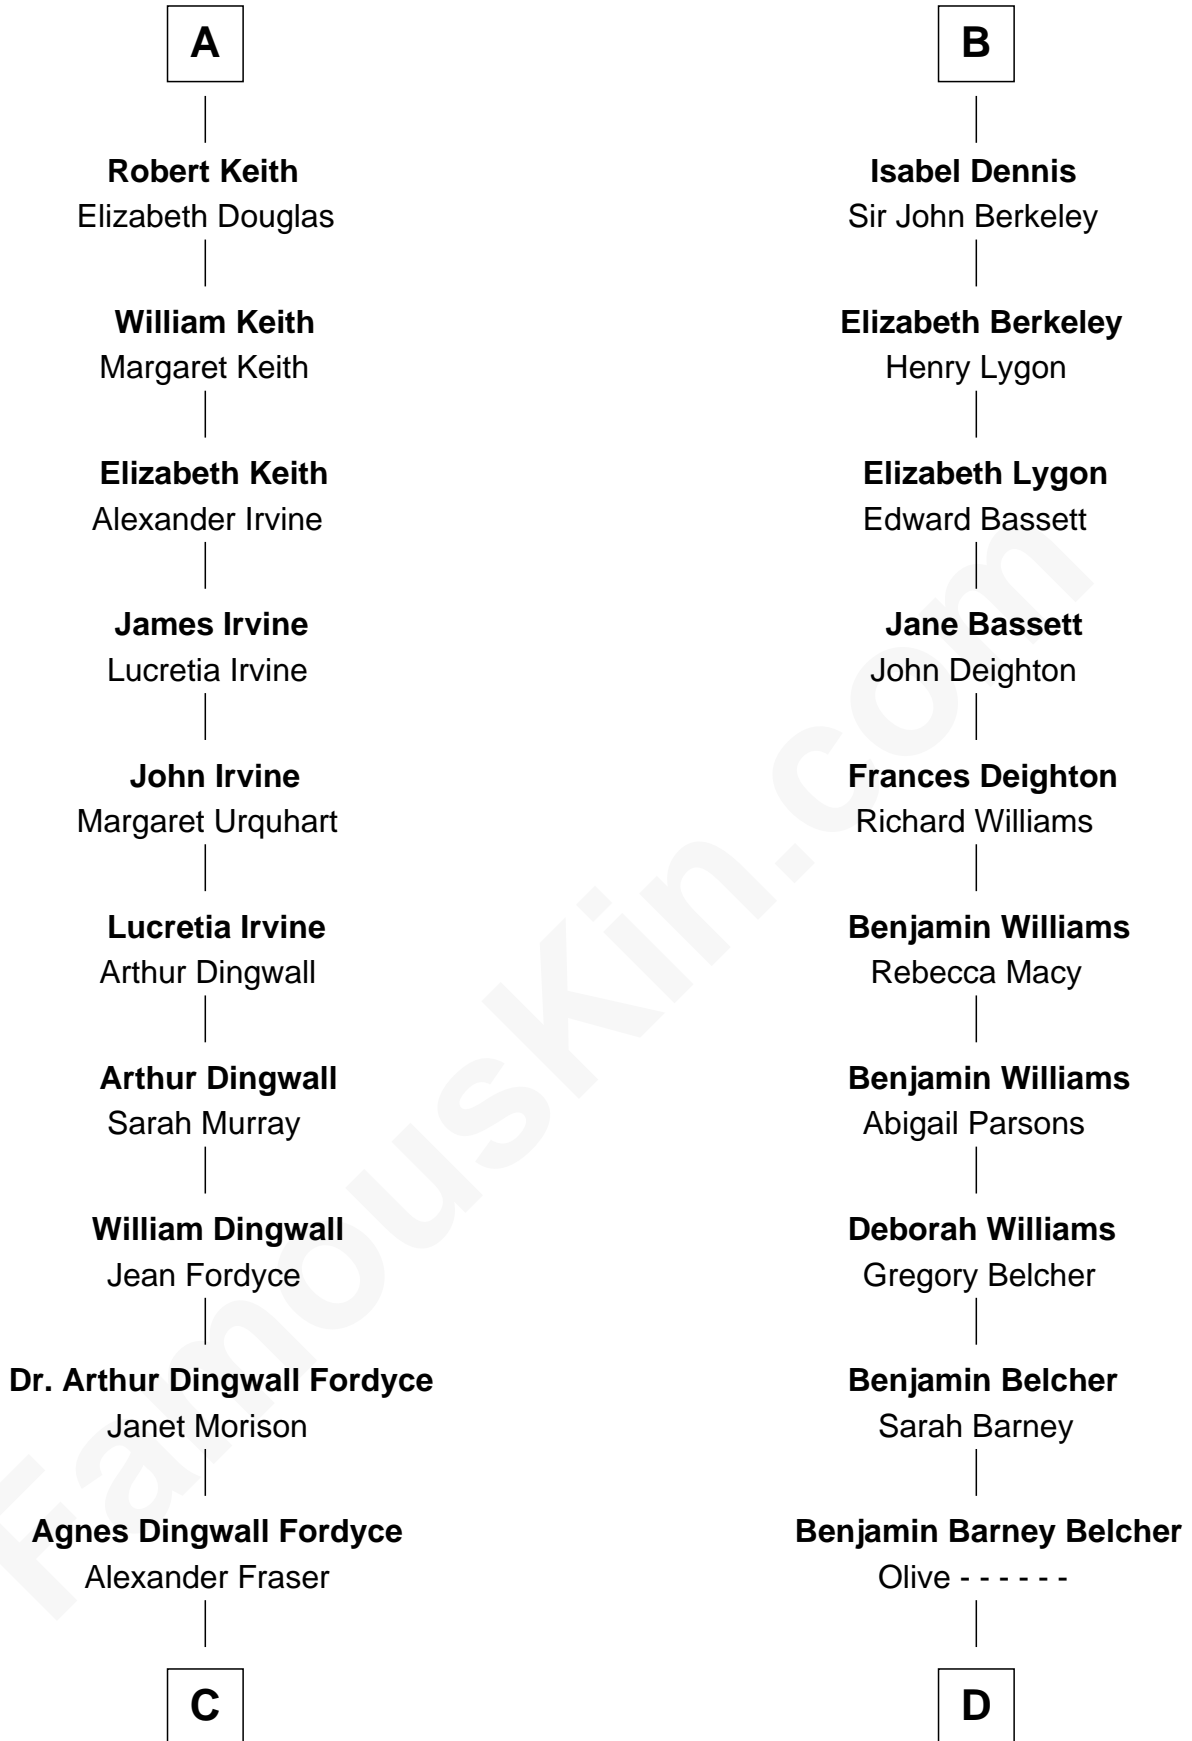 A
Robert Keith
Elizabeth Douglas
William Keith
Margaret Keith
Elizabeth Keith
Alexander Irvine
James Irvine
Lucretia Irvine
John Irvine
Margaret Urquhart
Lucretia Irvine
Arthur Dingwall
Arthur Dingwall
Sarah Murray
William Dingwall
Jean Fordyce
Dr. Arthur Dingwall Fordyce
Janet Morison
Agnes Dingwall Fordyce
Alexander Fraser
C
B
Isabel Dennis
Sir John Berkeley
Elizabeth Berkeley
Henry Lygon
Elizabeth Lygon
Edward Bassett
Jane Bassett
John Deighton
Frances Deighton
Richard Williams
Benjamin Williams
Rebecca Macy
Benjamin Williams
Abigail Parsons
Deborah Williams
Gregory Belcher
Benjamin Belcher
Sarah Barney
Benjamin Barney Belcher
Olive - - - - - -
D
FamousKin.com